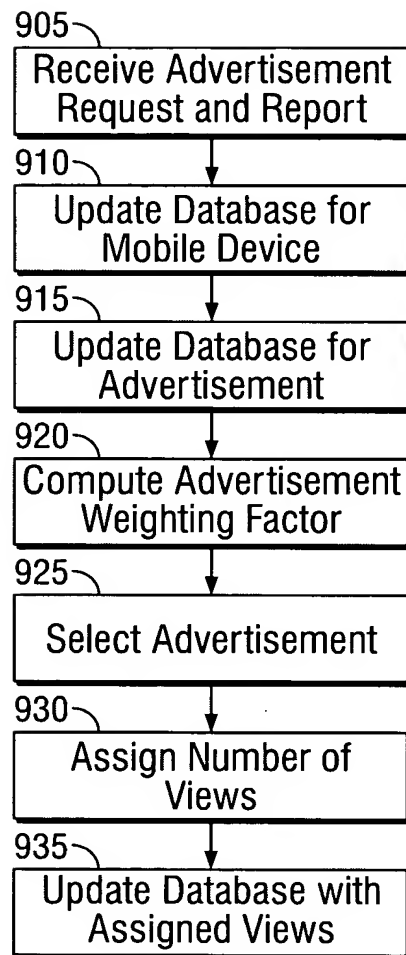 905
Receive Advertisement
Request and Report
910
Update Database for
Mobile Device
915
Update Database for
Advertisement
920
Compute Advertisement
Weighting Factor
925
Select Advertisement
930
Assign Number of
Views
935
Update Database with
Assigned Views